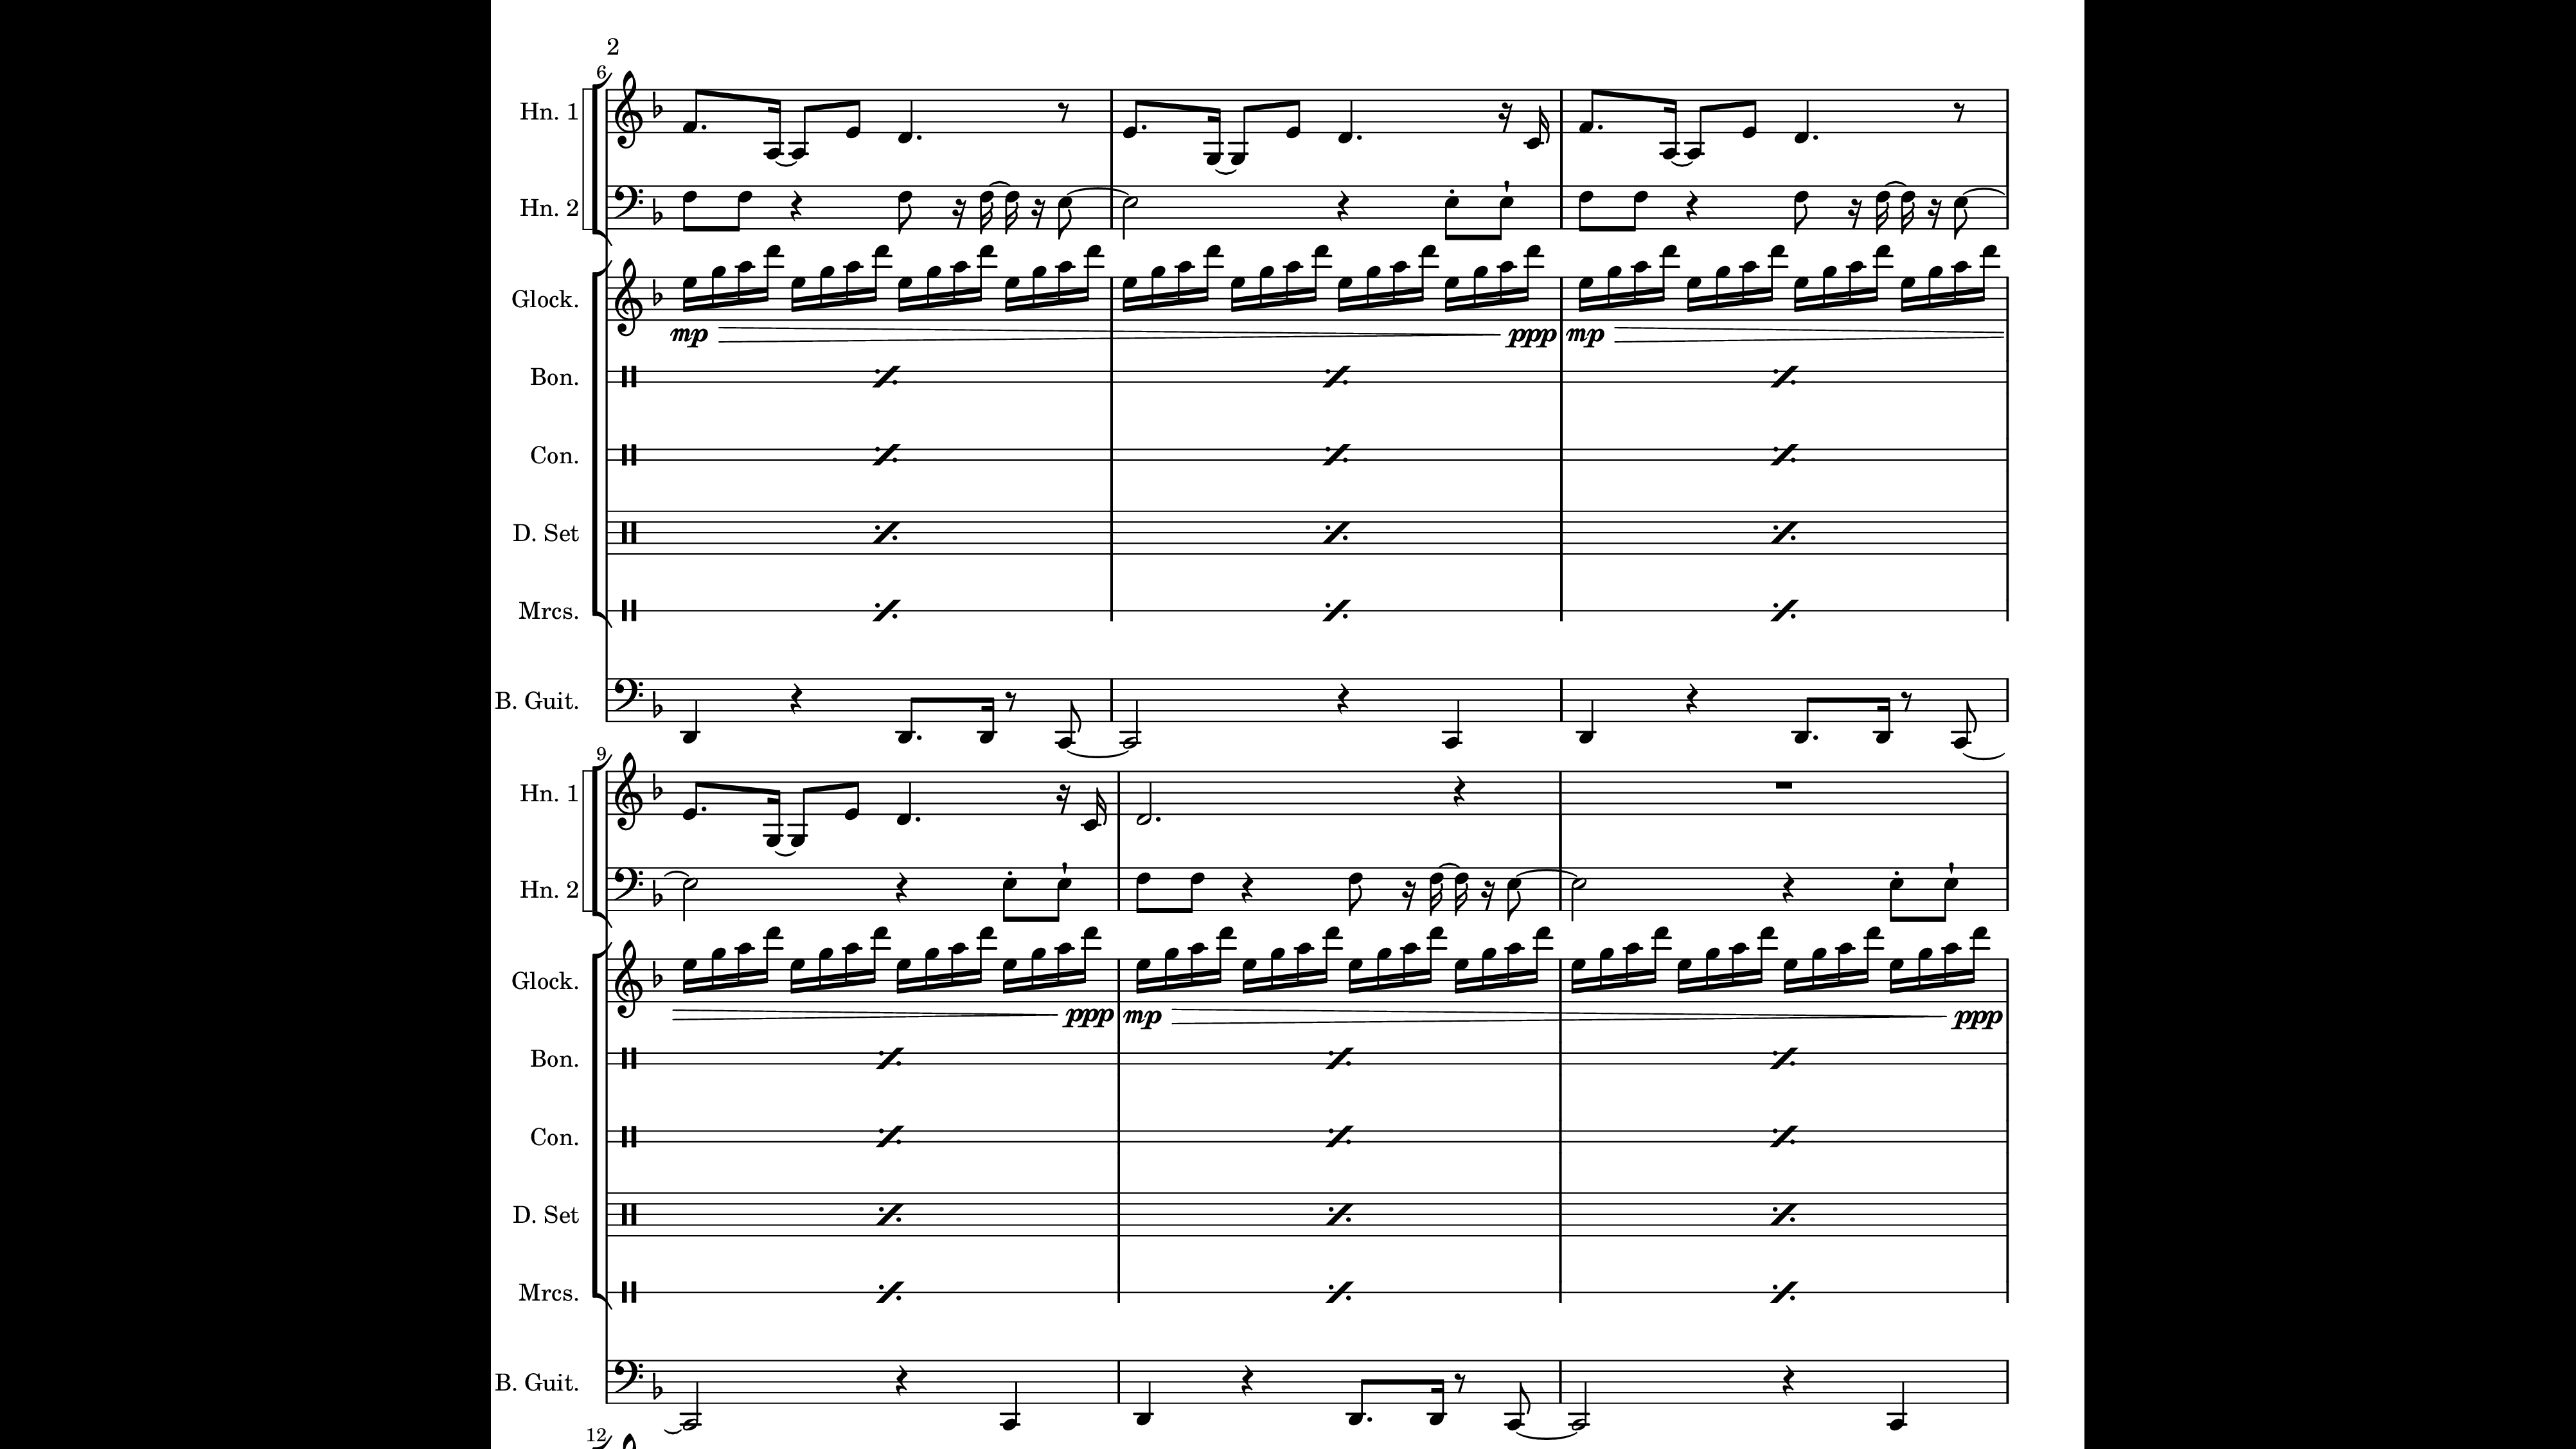 2
6
Hn. 1
Hn. 2
Glock.
mp ppp mp
Bon.
Con.
D. Set
Mrcs.
B. Guit.
9
Hn. 1
Hn. 2
Glock.
ppp mp ppp
Bon.
Con.
D. Set
Mrcs.
B. Guit.
12